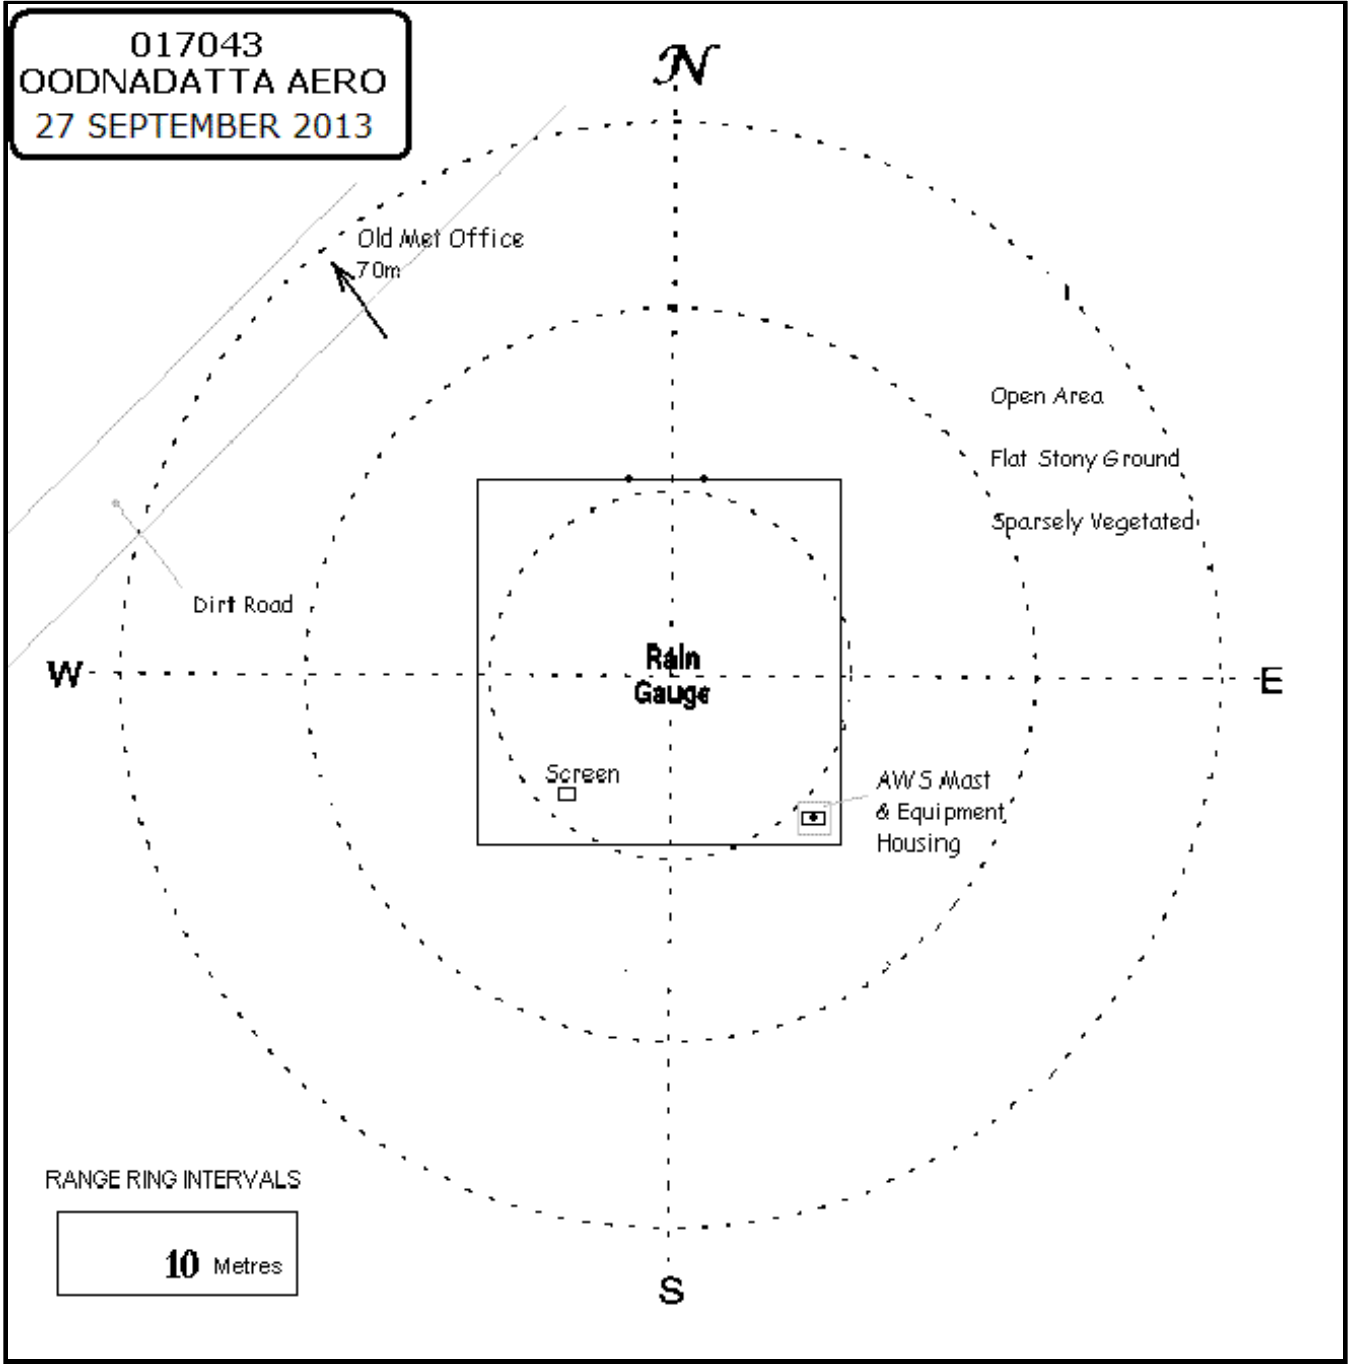 017043
OODNADATTA AERO
27 SEPTEMBER 2013
N
Old Met Office
70m
Open Area
Flat Stony Ground
Sparsely Vegetated
Dirt Road
W
Rain
Gauge
E
Screen
AWS Mast
& Equipment
Housing
RANGE RING INTERVALS
10 Metres
S